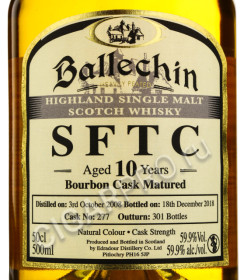 Ballechin
HIGHLAND SINGLE MALT
SCOTCH WHISKY
SFTC
Aged 10 Years
Bourbon Cask Matured
Distilled on: 3rd October 2008 Bottled on: 18th December 2018
Cask No: 277 Outturn: 301 Bottles
50cl
500ml
Natural Colour • Cask Strength
Produced and Bottled in Scotland
by Edradour Distillery Co. Ltd
Pitlochry PH16 5JP
59.9%Vol.
59.9% alc./vol.